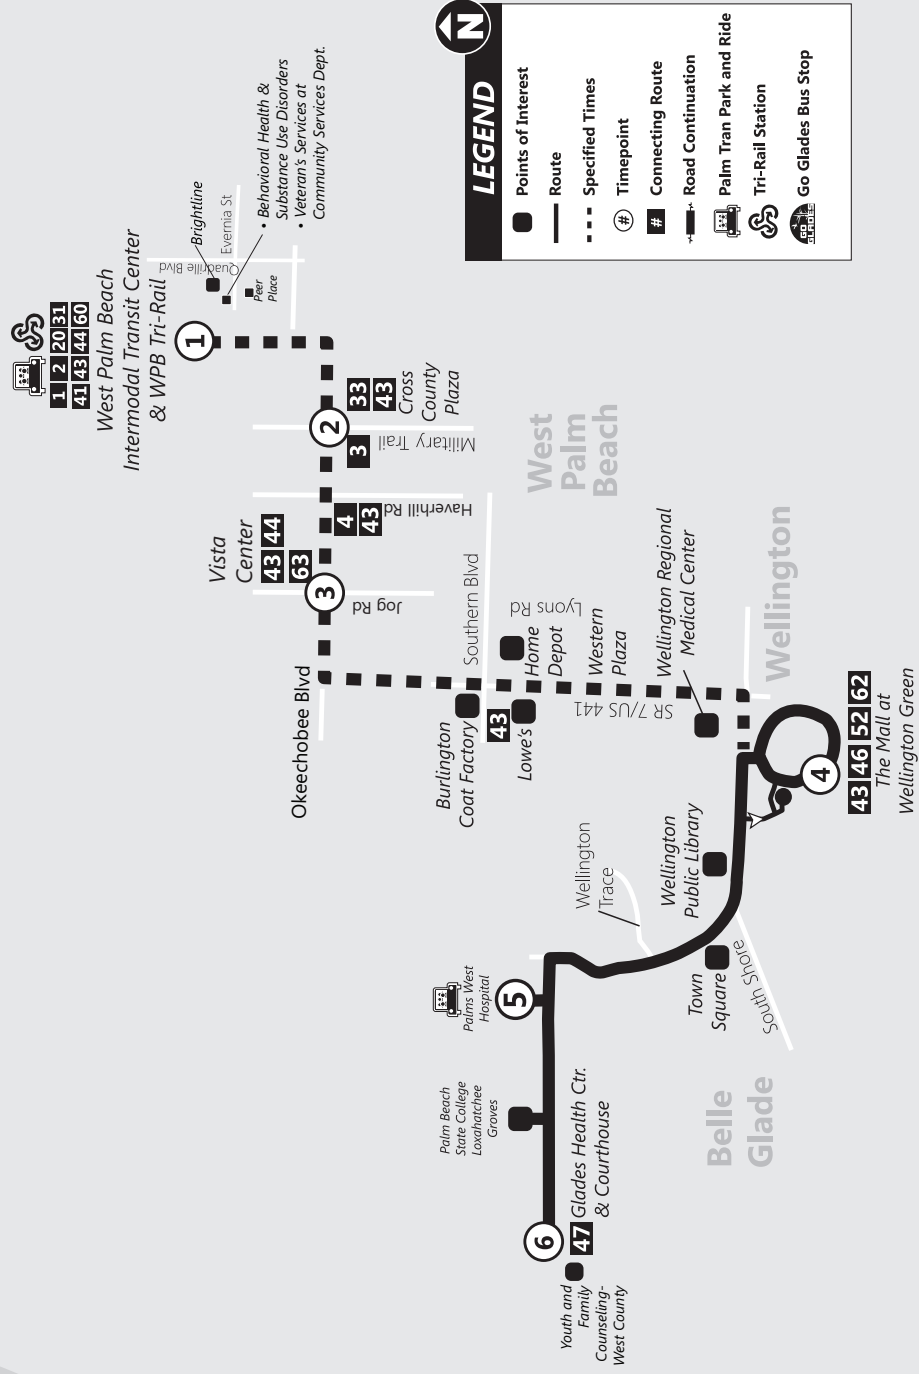 1 2 20 31
41 43 44 60
West Palm Beach
Intermodal Transit Center
& WPB Tri-Rail
1
Brightline
Evernia St
Quadrille Blvd
Peer
Place
• Behavioral Health &
Substance Use Disorders
• Veteran's Services at
Community Services Dept.
33
43
Cross
County
Plaza
2
3
Military Trail
4
43
Haverhill Rd
Vista
Center
43 44
63
3
Jog Rd
Okeechobee Blvd
Southern Blvd
Lyons Rd
Home
Depot
Western
Plaza
Burlington
Coat Factory
43
Lowe's
SR 7/US 441
Wellington Regional
Medical Center
West
Palm
Beach
Wellington
4
43 46 52 62
The Mall at
Wellington Green
Wellington
Public Library
Wellington
Trace
Town
Square
South Shore
5
Palms West
Hospital
Palm Beach
State College
Loxahatchee
Groves
Belle
Glade
6
47
Glades Health Ctr.
& Courthouse
Youth and
Family
Counseling-
West County
N
LEGEND
Points of Interest
Route
Specified Times
# Timepoint
# Connecting Route
Road Continuation
Palm Tran Park and Ride
Tri-Rail Station
GO GLADES
Go Glades Bus Stop